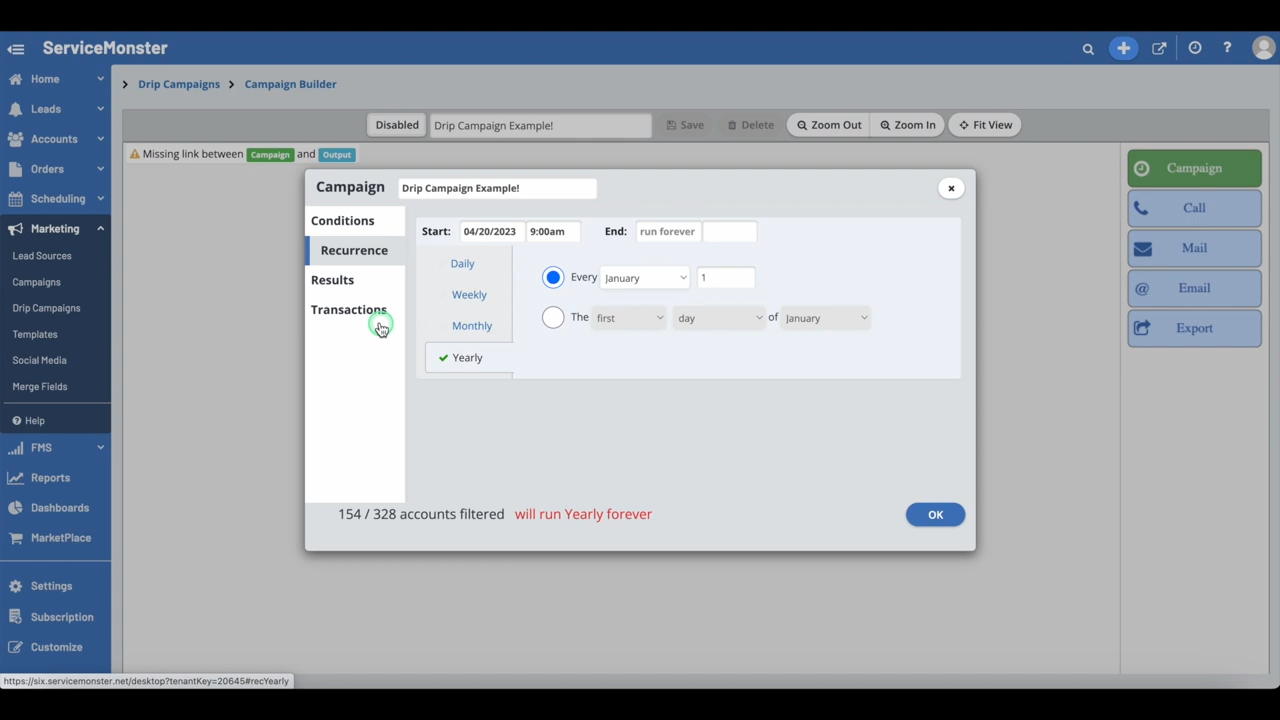 ServiceMonster
Home
Leads
Accounts
Orders
Scheduling
Marketing
Lead Sources
Campaigns
Drip Campaigns
Templates
Social Media
Merge Fields
Help
FMS
Reports
Dashboards
MarketPlace
Settings
Subscription
Customize
Drip Campaigns Campaign Builder
Disabled Drip Campaign Example! Save Delete Zoom Out Zoom In Fit View
Missing link between Campaign and Output
Campaign Drip Campaign Example!
Conditions
Recurrence
Results
Transactions
Start: 04/20/2023 9:00am End: run forever
Daily
Weekly
Monthly
Yearly
Every January 1
The first day of January
154 / 328 accounts filtered will run Yearly forever
OK
Campaign
Call
Mail
@ Email
Export
https://six.servicemonster.net/desktop?tenantKey=20645#recYearly